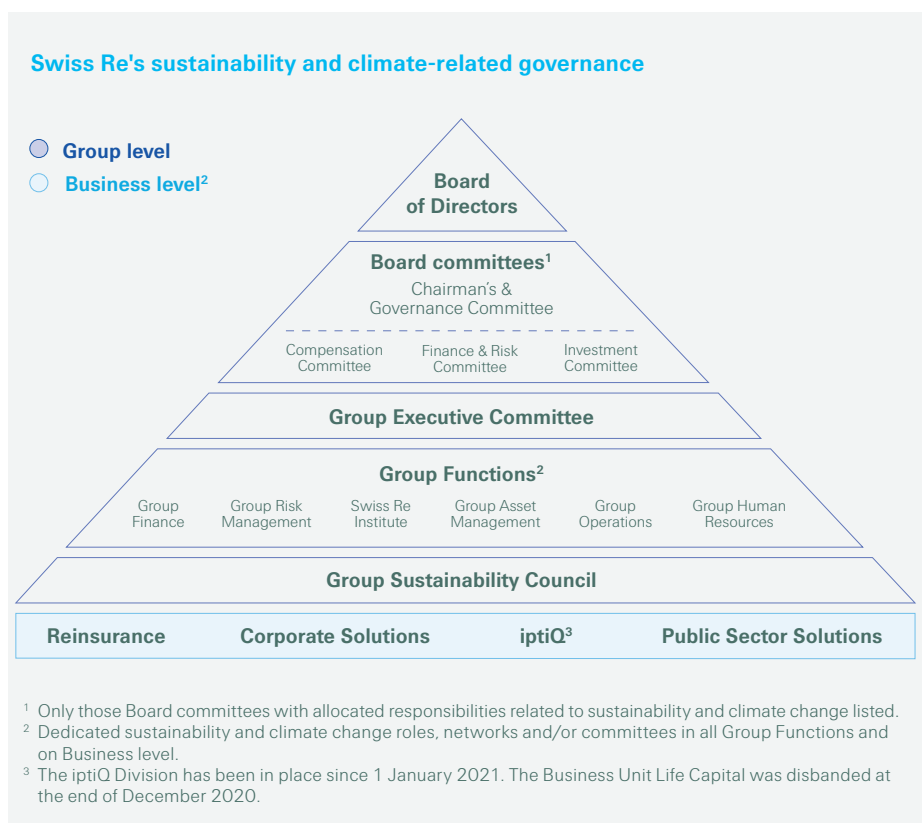 Swiss Re's sustainability and climate-related governance
Group level
Business level²
Board
of Directors
Board committees¹
Chairman's &
Governance Committee
Compensation
Committee
Finance & Risk
Committee
Investment
Committee
Group Executive Committee
Group Functions²
Group
Finance
Group Risk
Management
Swiss Re
Institute
Group Asset
Management
Group
Operations
Group Human
Resources
Group Sustainability Council
Reinsurance
Corporate Solutions
iptiQ³
Public Sector Solutions
¹ Only those Board committees with allocated responsibilities related to sustainability and climate change listed.
² Dedicated sustainability and climate change roles, networks and/or committees in all Group Functions and
on Business level.
³ The iptiQ Division has been in place since 1 January 2021. The Business Unit Life Capital was disbanded at
the end of December 2020.